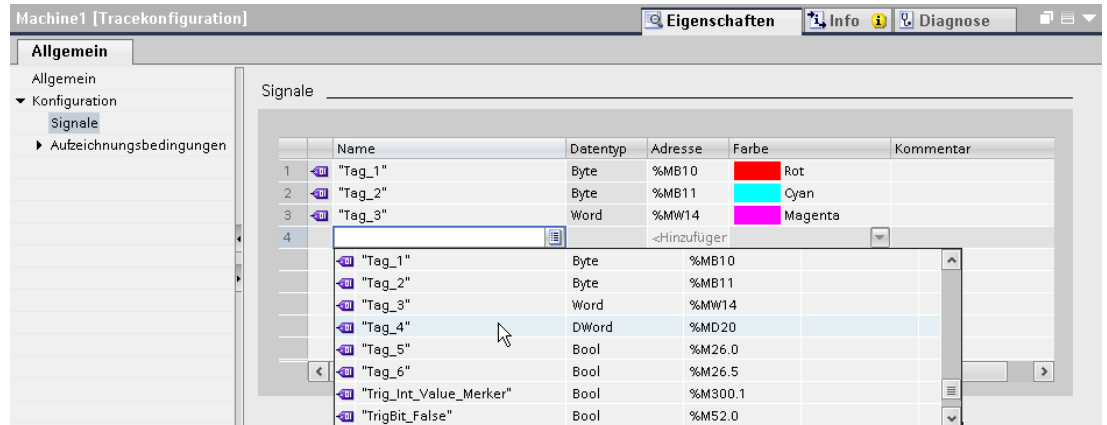 Machine1 [Tracekonfiguration] Eigenschaften Info Diagnose
Allgemein
Allgemein
Konfiguration
Signale
Aufzeichnungsbedingungen
Signale
Name Datentyp Adresse Farbe Kommentar
1 "Tag_1" Byte %MB10 Rot
2 "Tag_2" Byte %MB11 Cyan
3 "Tag_3" Word %MW14 Magenta
4 <Hinzufüger
"Tag_1" Byte %MB10
"Tag_2" Byte %MB11
"Tag_3" Word %MW14
"Tag_4" DWord %MD20
"Tag_5" Bool %M26.0
"Tag_6" Bool %M26.5
"Trig_Int_Value_Merker" Bool %M300.1
"TrigBit_False" Bool %M52.0